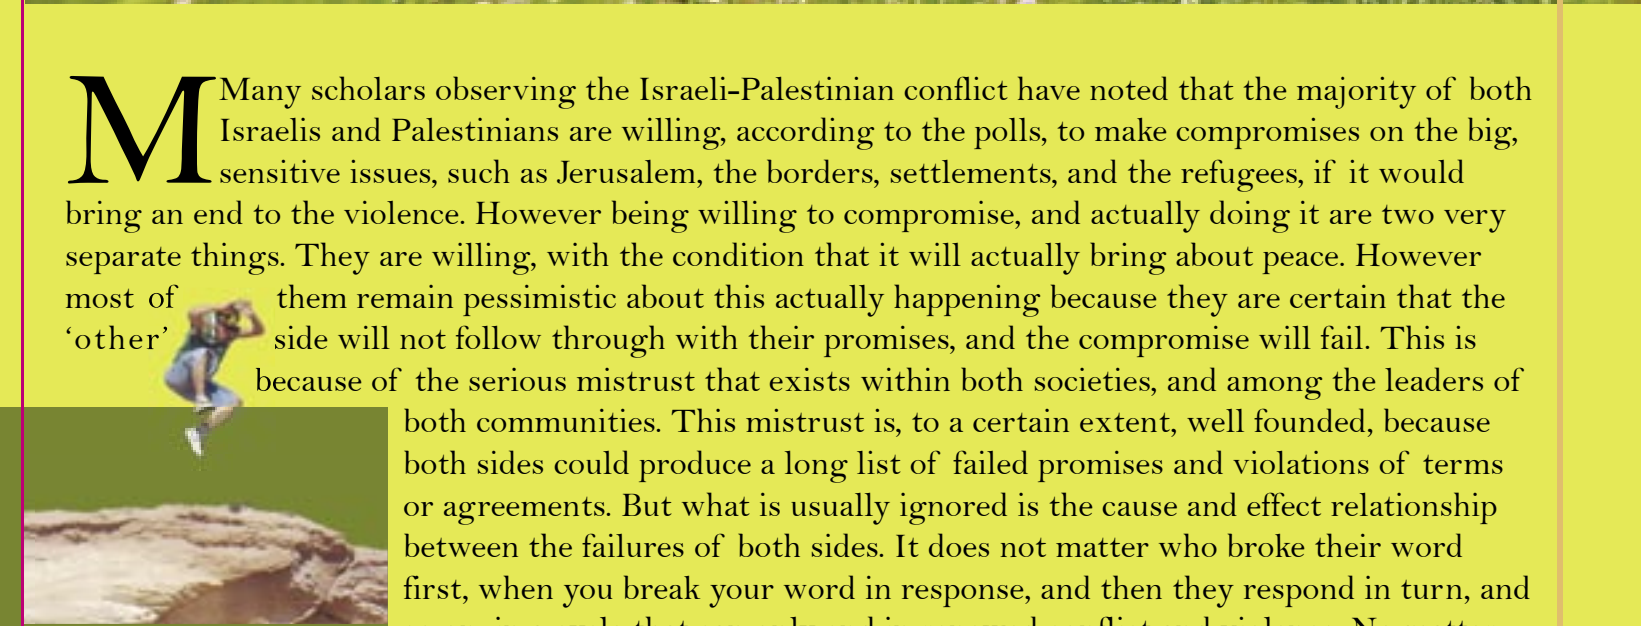 M Many scholars observing the Israeli-Palestinian conflict have noted that the majority of both
Israelis and Palestinians are willing, according to the polls, to make compromises on the big,
sensitive issues, such as Jerusalem, the borders, settlements, and the refugees, if it would
bring an end to the violence. However being willing to compromise, and actually doing it are two very
separate things. They are willing, with the condition that it will actually bring about peace. However
most of them remain pessimistic about this actually happening because they are certain that the
‘other’ side will not follow through with their promises, and the compromise will fail. This is
because of the serious mistrust that exists within both societies, and among the leaders of
both communities. This mistrust is, to a certain extent, well founded, because
both sides could produce a long list of failed promises and violations of terms
or agreements. But what is usually ignored is the cause and effect relationship
between the failures of both sides. It does not matter who broke their word
first, when you break your word in response, and then they respond in turn, and